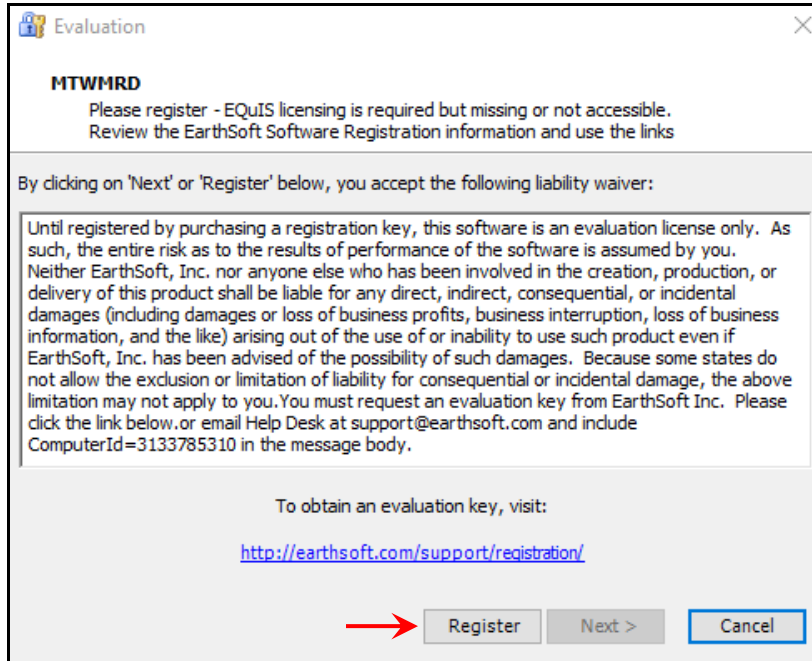 Evaluation
MTWMRD
Please register - EQuIS licensing is required but missing or not accessible.
Review the EarthSoft Software Registration information and use the links
By clicking on 'Next' or 'Register' below, you accept the following liability waiver:
Until registered by purchasing a registration key, this software is an evaluation license only.  As
such, the entire risk as to the results of performance of the software is assumed by you.
Neither EarthSoft, Inc. nor anyone else who has been involved in the creation, production, or
delivery of this product shall be liable for any direct, indirect, consequential, or incidental
damages (including damages or loss of business profits, business interruption, loss of business
information, and the like) arising out of the use of or inability to use such product even if
EarthSoft, Inc. has been advised of the possibility of such damages.  Because some states do
not allow the exclusion or limitation of liability for consequential or incidental damage, the above
limitation may not apply to you.You must request an evaluation key from EarthSoft Inc.  Please
click the link below.or email Help Desk at support@earthsoft.com and include
ComputerId=3133785310 in the message body.
To obtain an evaluation key, visit:
http://earthsoft.com/support/registration/
Register Next > Cancel